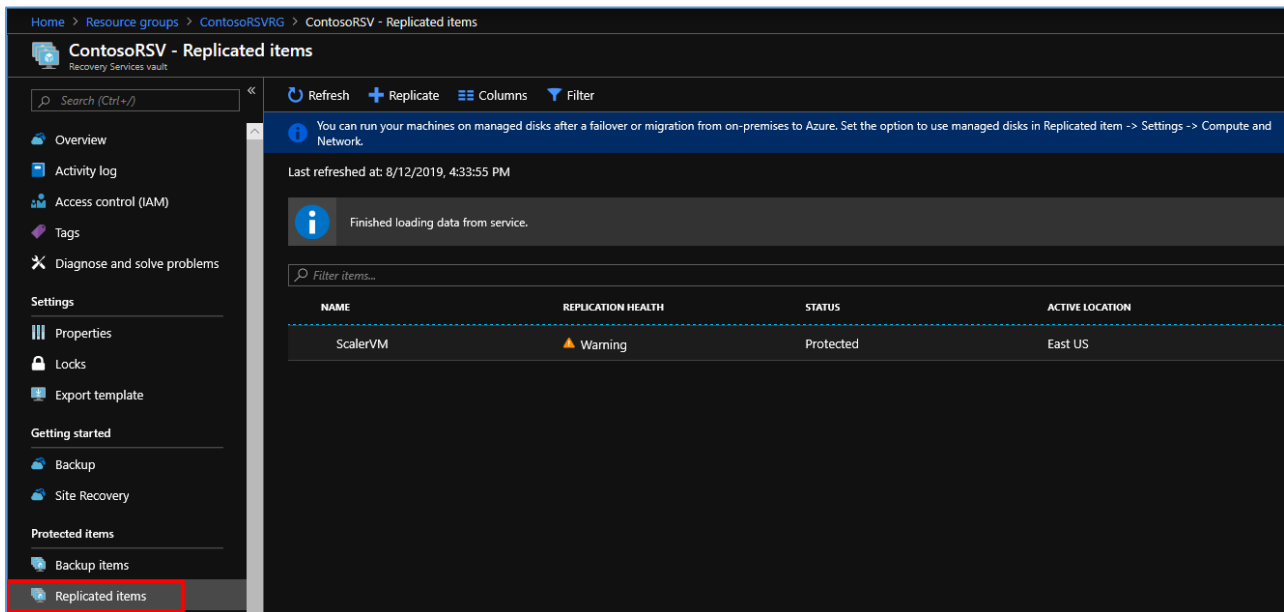 Home > Resource groups > ContosoRSVRG > ContosoRSV - Replicated items
ContosoRSV - Replicated items
Recovery Services vault
Search (Ctrl+/)
«
Overview
Activity log
Access control (IAM)
Tags
Diagnose and solve problems
Settings
Properties
Locks
Export template
Getting started
Backup
Site Recovery
Protected items
Backup items
Replicated items
Refresh Replicate Columns Filter
You can run your machines on managed disks after a failover or migration from on-premises to Azure. Set the option to use managed disks in Replicated item -> Settings -> Compute and
Network.
Last refreshed at: 8/12/2019, 4:33:55 PM
Finished loading data from service.
Filter items...
NAME REPLICATION HEALTH STATUS ACTIVE LOCATION
ScalerVM Warning Protected East US